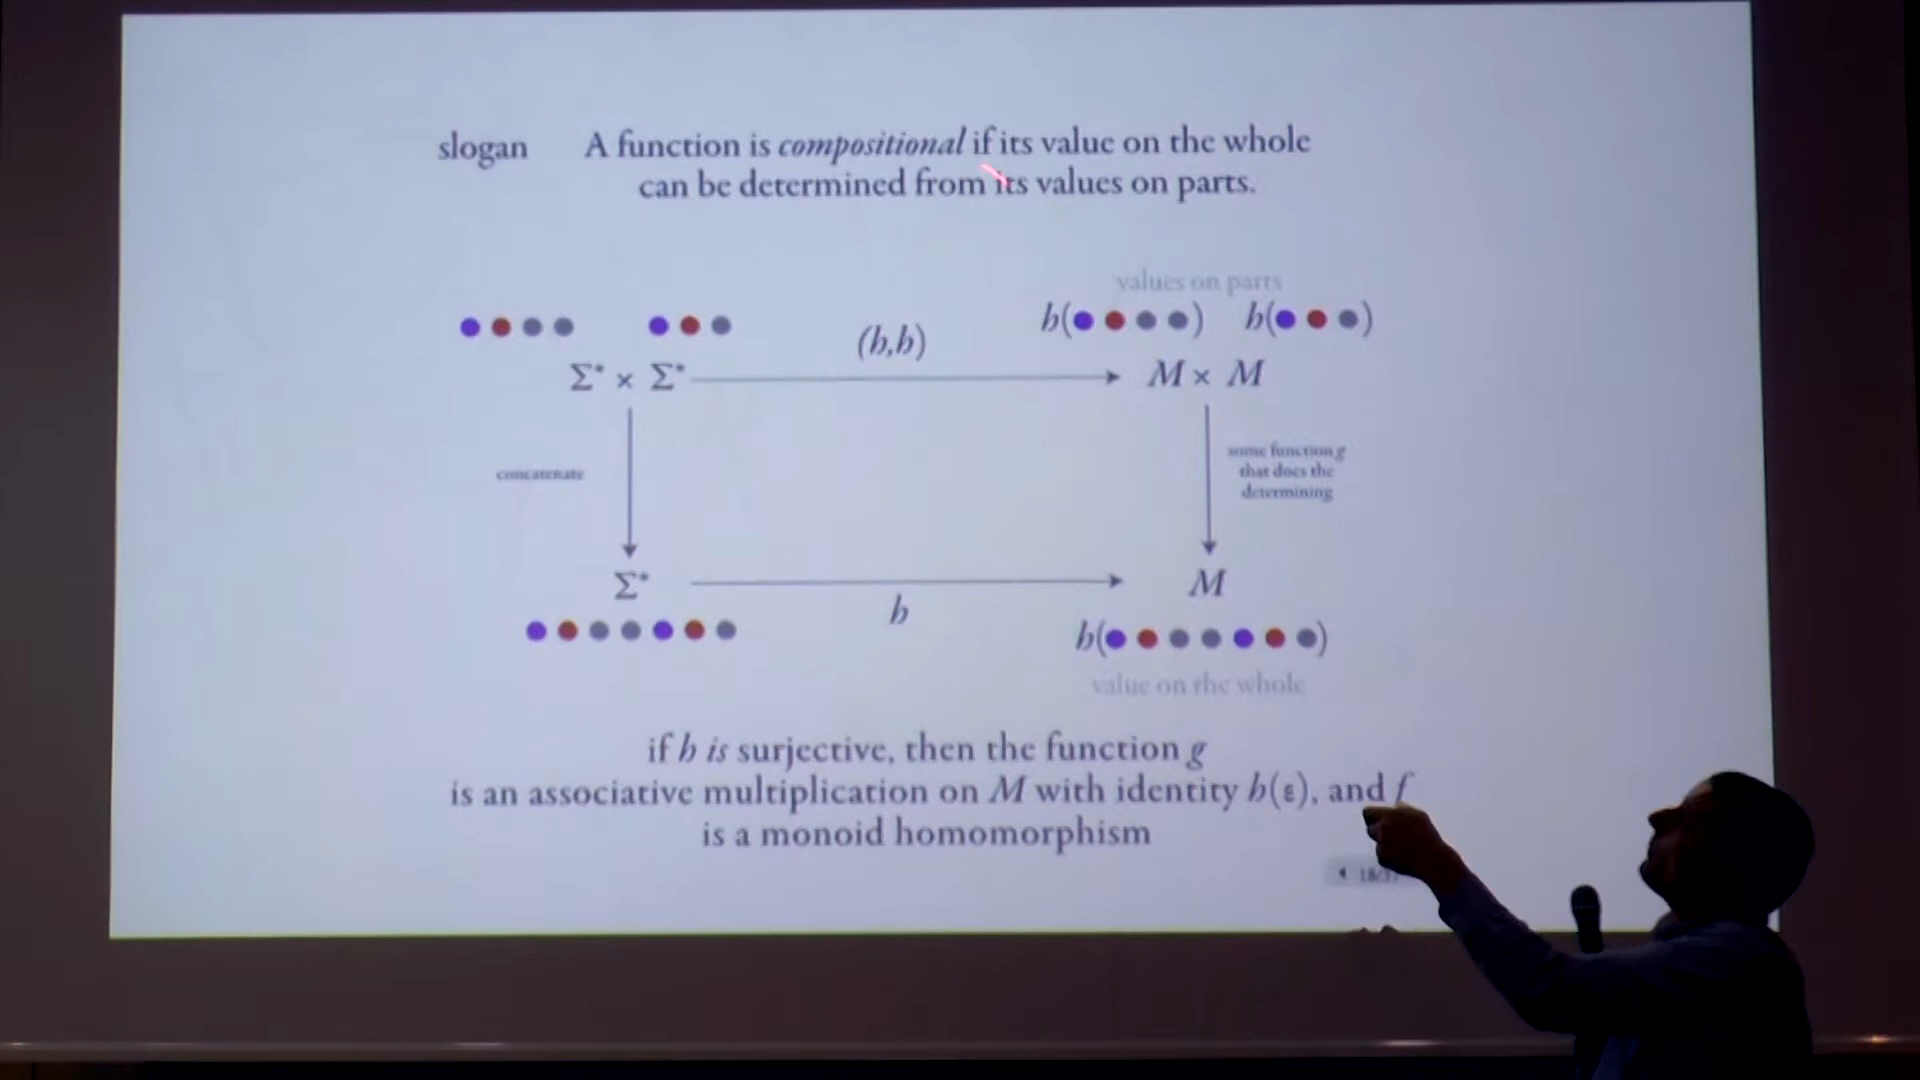 slogan A function is compositional if its value on the whole
can be determined from its values on parts.
values on parts
h(● ● ● ●) h(● ● ●)
(h,h)
Σ* × Σ* M × M
some function g
that does the
determining
concatenate
Σ* M
h
h(● ● ● ● ● ● ●)
value on the whole
if h is surjective, then the function g
is an associative multiplication on M with identity h(ε), and f
is a monoid homomorphism